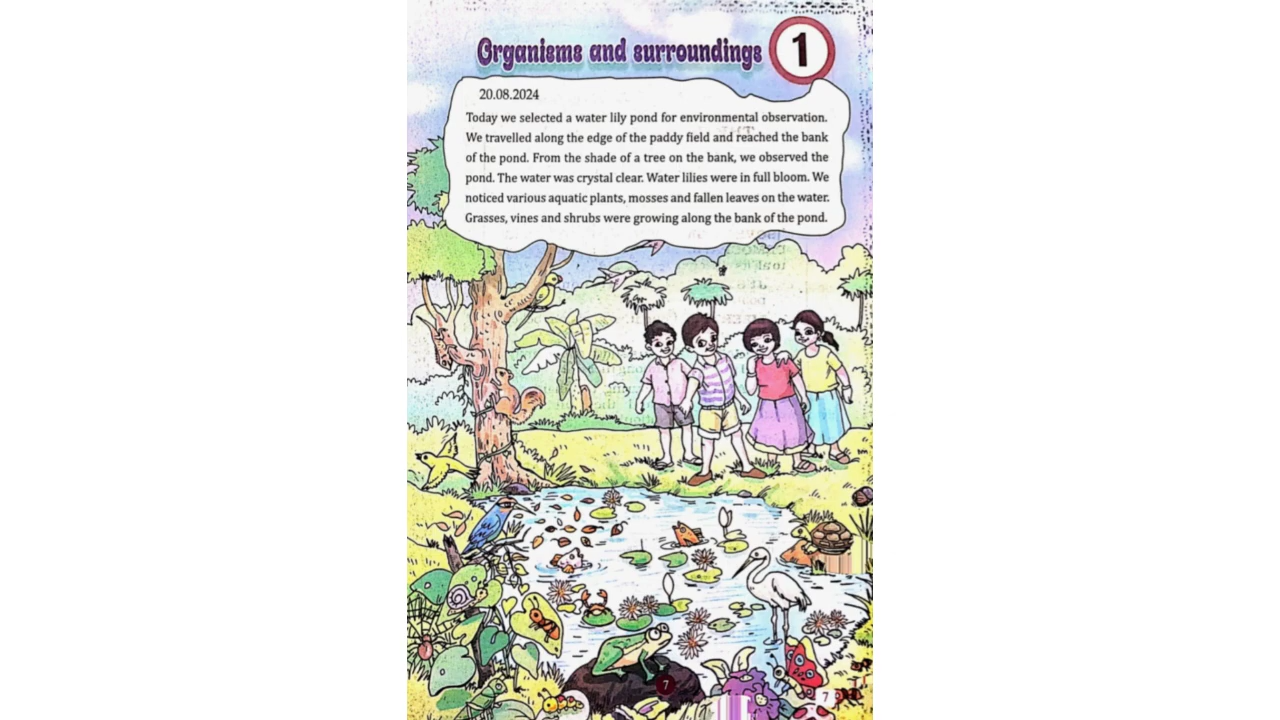 Organisms and surroundings
1
20.08.2024
Today we selected a water lily pond for environmental observation.
We travelled along the edge of the paddy field and reached the bank
of the pond. From the shade of a tree on the bank, we observed the
pond. The water was crystal clear. Water lilies were in full bloom. We
noticed various aquatic plants, mosses and fallen leaves on the water.
Grasses, vines and shrubs were growing along the bank of the pond.
7
7